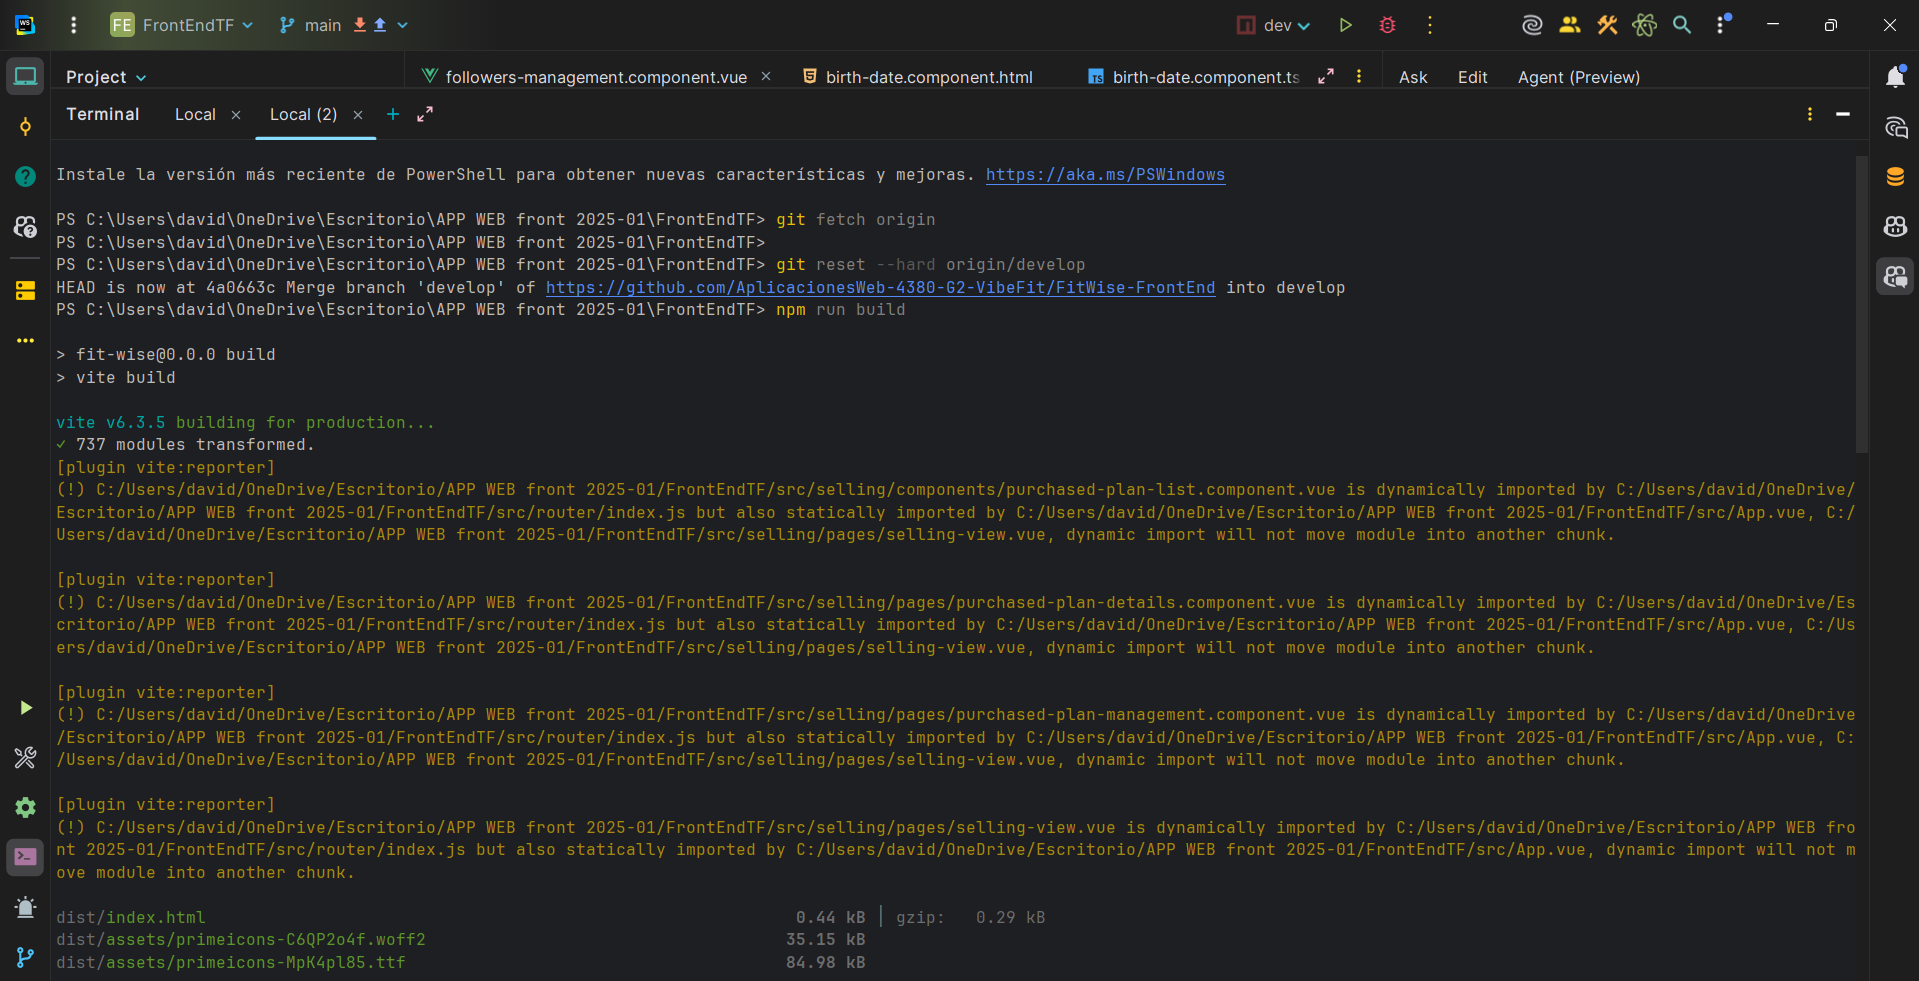 FE FrontEndTF main dev
Project followers-management.component.vue birth-date.component.html birth-date.component.ts Ask Edit Agent (Preview)
Terminal Local Local (2)
Instale la versión más reciente de PowerShell para obtener nuevas características y mejoras. https://aka.ms/PSWindows
PS C:\Users\david\OneDrive\Escritorio\APP WEB front 2025-01\FrontEndTF> git fetch origin
PS C:\Users\david\OneDrive\Escritorio\APP WEB front 2025-01\FrontEndTF>
PS C:\Users\david\OneDrive\Escritorio\APP WEB front 2025-01\FrontEndTF> git reset --hard origin/develop
HEAD is now at 4a0663c Merge branch 'develop' of https://github.com/AplicacionesWeb-4380-G2-VibeFit/FitWise-FrontEnd into develop
PS C:\Users\david\OneDrive\Escritorio\APP WEB front 2025-01\FrontEndTF> npm run build
> fit-wise@0.0.0 build
> vite build
vite v6.3.5 building for production...
✓ 737 modules transformed.
[plugin vite:reporter]
(!) C:/Users/david/OneDrive/Escritorio/APP WEB front 2025-01/FrontEndTF/src/selling/components/purchased-plan-list.component.vue is dynamically imported by C:/Users/david/OneDrive/
Escritorio/APP WEB front 2025-01/FrontEndTF/src/router/index.js but also statically imported by C:/Users/david/OneDrive/Escritorio/APP WEB front 2025-01/FrontEndTF/src/App.vue, C:/
Users/david/OneDrive/Escritorio/APP WEB front 2025-01/FrontEndTF/src/selling/pages/selling-view.vue, dynamic import will not move module into another chunk.
[plugin vite:reporter]
(!) C:/Users/david/OneDrive/Escritorio/APP WEB front 2025-01/FrontEndTF/src/selling/pages/purchased-plan-details.component.vue is dynamically imported by C:/Users/david/OneDrive/Es
critorio/APP WEB front 2025-01/FrontEndTF/src/router/index.js but also statically imported by C:/Users/david/OneDrive/Escritorio/APP WEB front 2025-01/FrontEndTF/src/App.vue, C:/Us
ers/david/OneDrive/Escritorio/APP WEB front 2025-01/FrontEndTF/src/selling/pages/selling-view.vue, dynamic import will not move module into another chunk.
[plugin vite:reporter]
(!) C:/Users/david/OneDrive/Escritorio/APP WEB front 2025-01/FrontEndTF/src/selling/pages/purchased-plan-management.component.vue is dynamically imported by C:/Users/david/OneDrive
/Escritorio/APP WEB front 2025-01/FrontEndTF/src/router/index.js but also statically imported by C:/Users/david/OneDrive/Escritorio/APP WEB front 2025-01/FrontEndTF/src/App.vue, C:
/Users/david/OneDrive/Escritorio/APP WEB front 2025-01/FrontEndTF/src/selling/pages/selling-view.vue, dynamic import will not move module into another chunk.
[plugin vite:reporter]
(!) C:/Users/david/OneDrive/Escritorio/APP WEB front 2025-01/FrontEndTF/src/selling/pages/selling-view.vue is dynamically imported by C:/Users/david/OneDrive/Escritorio/APP WEB fro
nt 2025-01/FrontEndTF/src/router/index.js but also statically imported by C:/Users/david/OneDrive/Escritorio/APP WEB front 2025-01/FrontEndTF/src/App.vue, dynamic import will not m
ove module into another chunk.
dist/index.html 0.44 kB │ gzip: 0.29 kB
dist/assets/primeicons-C6QP2o4f.woff2 35.15 kB
dist/assets/primeicons-MpK4pl85.ttf 84.98 kB